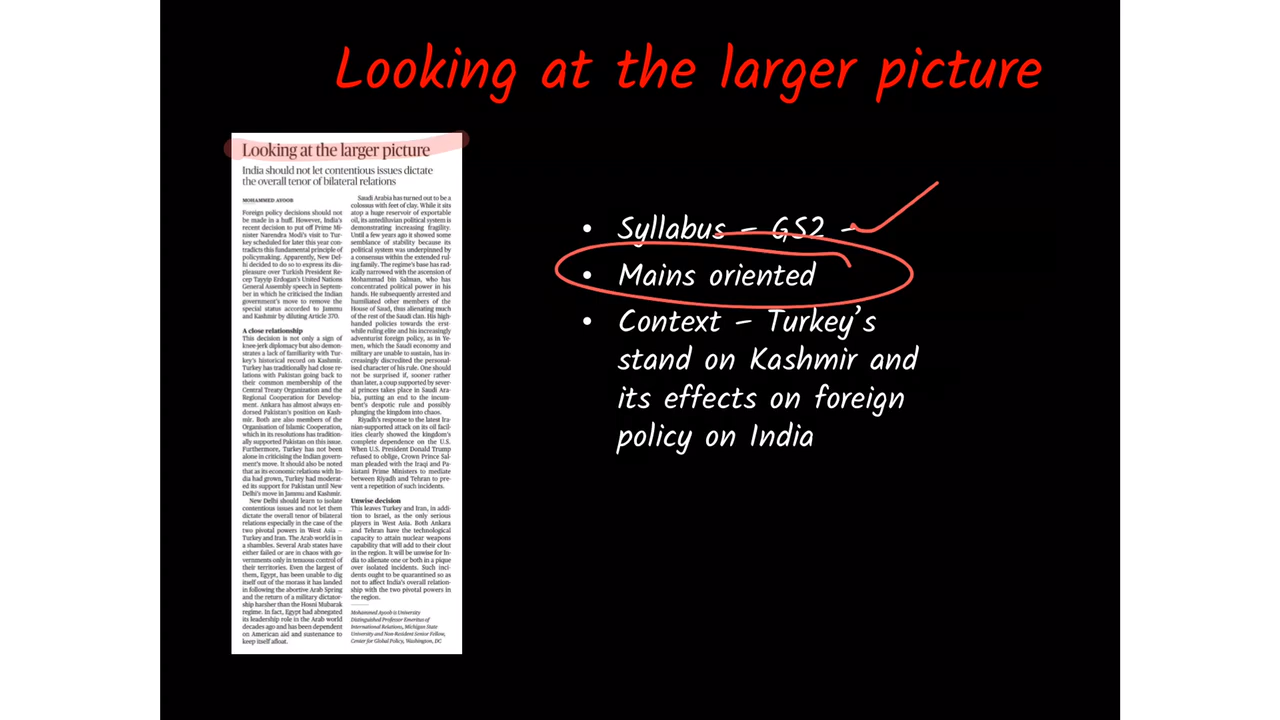 Looking at the larger picture
Looking at the larger picture
India should not let contentious issues dictate
the overall tenor of bilateral relations
MOHAMMED AYOOB
Foreign policy decisions should not
be made in a huff. However, India's
recent decision to put off Prime Mi-
nister Narendra Modi's visit to Tur-
key scheduled for later this year con-
tradicts this fundamental principle of
policymaking. Apparently, New Del-
hi decided to do so to express its dis-
pleasure over Turkish President Re-
cep Tayyip Erdogan's United Nations
General Assembly speech in Septem-
ber in which he criticised the Indian
government's move to remove the
special status accorded to Jammu
and Kashmir by diluting Article 370.
A close relationship
This decision is not only a sign of
knee-jerk diplomacy but also demon-
strates a lack of familiarity with Tur-
key's historical record on Kashmir.
Turkey has traditionally had close re-
lations with Pakistan going back to
their common membership of the
Central Treaty Organization and the
Regional Cooperation for Develop-
ment. Ankara has almost always en-
dorsed Pakistan's position on Kash-
mir. Both are also members of the
Organisation of Islamic Cooperation,
which in its resolutions has tradition-
ally supported Pakistan on this issue.
Furthermore, Turkey has not been
alone in criticising the Indian govern-
ment's move. It should also be noted
that as its economic relations with In-
dia had grown, Turkey had moderat-
ed its support for Pakistan until New
Delhi's move in Jammu and Kashmir.
New Delhi should learn to isolate
contentious issues and not let them
dictate the overall tenor of bilateral
relations especially in the case of the
two pivotal powers in West Asia –
Turkey and Iran. The Arab world is in
a shambles. Several Arab states have
either failed or are in chaos with go-
vernments only in tenuous control of
their territories. Even the largest of
them, Egypt, has been unable to dig
itself out of the morass it has landed
in following the abortive Arab Spring
and the return of a military dictator-
ship harsher than the Hosni Mubarak
regime. In fact, Egypt had abnegated
its leadership role in the Arab world
decades ago and has been dependent
on American aid and sustenance to
keep itself afloat.
Saudi Arabia has turned out to be a
colossus with feet of clay. While it sits
atop a huge reservoir of exportable
oil, its antediluvian political system is
demonstrating increasing fragility.
Until a few years ago it showed some
semblance of stability because its
political system was underpinned by
a consensus within the extended rul-
ing family. The regime's base has rad-
ically narrowed with the ascension of
Mohammad bin Salman, who has
concentrated political power in his
hands. He subsequently arrested and
humiliated other members of the
House of Saud, thus alienating much
of the rest of the Saudi clan. His high-
handed policies towards the erst-
while ruling elite and his increasingly
adventurist foreign policy, as in Ye-
men, which the Saudi economy and
military are unable to sustain, has in-
creasingly discredited the personal-
ised character of his rule. One should
not be surprised if, sooner rather
than later, a coup supported by sever-
al princes takes place in Saudi Ara-
bia, putting an end to the incum-
bent's despotic rule and possibly
plunging the kingdom into chaos.
Riyadh's response to the latest Ira-
nian-supported attack on its oil faci-
lities clearly showed the kingdom's
complete dependence on the U.S.
When U.S. President Donald Trump
refused to oblige, Crown Prince Sal-
man pleaded with the Iraqi and Pa-
kistani Prime Ministers to mediate
between Riyadh and Tehran to pre-
vent a repetition of such incidents.
Unwise decision
This leaves Turkey and Iran, in addi-
tion to Israel, as the only serious
players in West Asia. Both Ankara
and Tehran have the technological
capacity to attain nuclear weapons
capability that will add to their clout
in the region. It will be unwise for In-
dia to alienate one or both in a pique
over isolated incidents. Such inci-
dents ought to be quarantined so as
not to affect India's overall relation-
ship with the two pivotal powers in
the region.
Mohammed Ayoob is University
Distinguished Professor Emeritus of
International Relations, Michigan State
University and Non-Resident Senior Fellow,
Center for Global Policy, Washington, DC
• Syllabus – GS2 –
• Mains oriented
• Context – Turkey's
stand on Kashmir and
its effects on foreign
policy on India